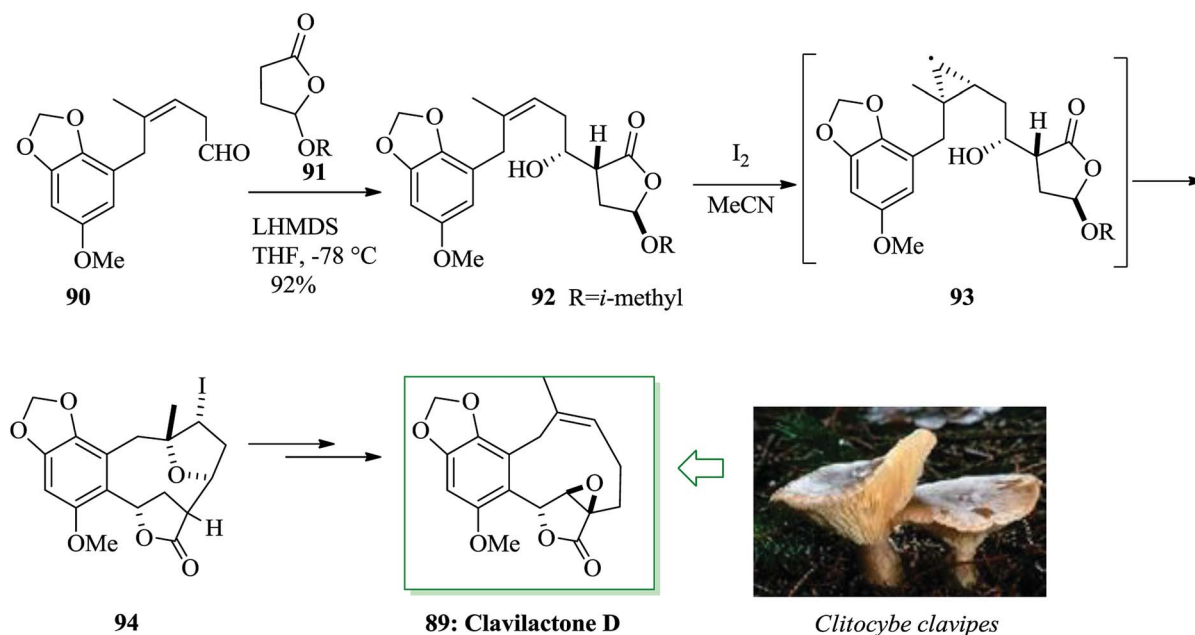 O
O
O
OR
91
CHO
O
O
OMe
90
LHMDS
THF, -78 °C
92%
O
O
HO
H
O
O
OR
OMe
92 R=i-methyl
I2
MeCN
O
O
HO
H
O
O
OR
OMe
93
I
O
O
O
H
OMe
O
O
94
O
O
O
OMe
O
O
89: Clavilactone D
Clitocybe clavipes